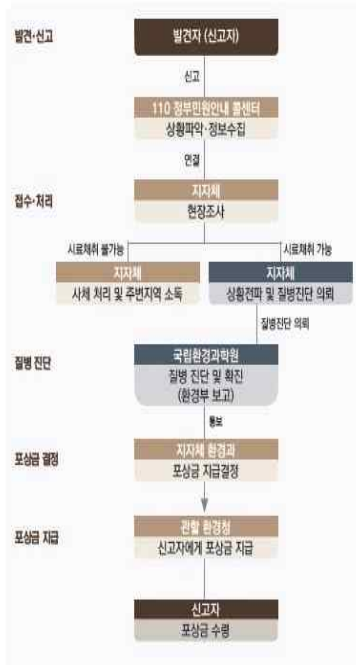 발견·신고
발견자 (신고자)
신고
110 정부민원안내 콜센터
상황파악·정보수집
연결
접수·처리
지자체
현장조사
시료채취 불가능
시료채취 가능
지자체
사체 처리 및 주변지역 소독
지자체
상황전파 및 질병진단 의뢰
질병진단 의뢰
질병 진단
국립환경과학원
질병 진단 및 확진
(환경부 보고)
통보
포상금 결정
지자체 환경과
포상금 지급결정
포상금 지급
관할 환경청
신고자에게 포상금 지급
신고자
포상금 수령